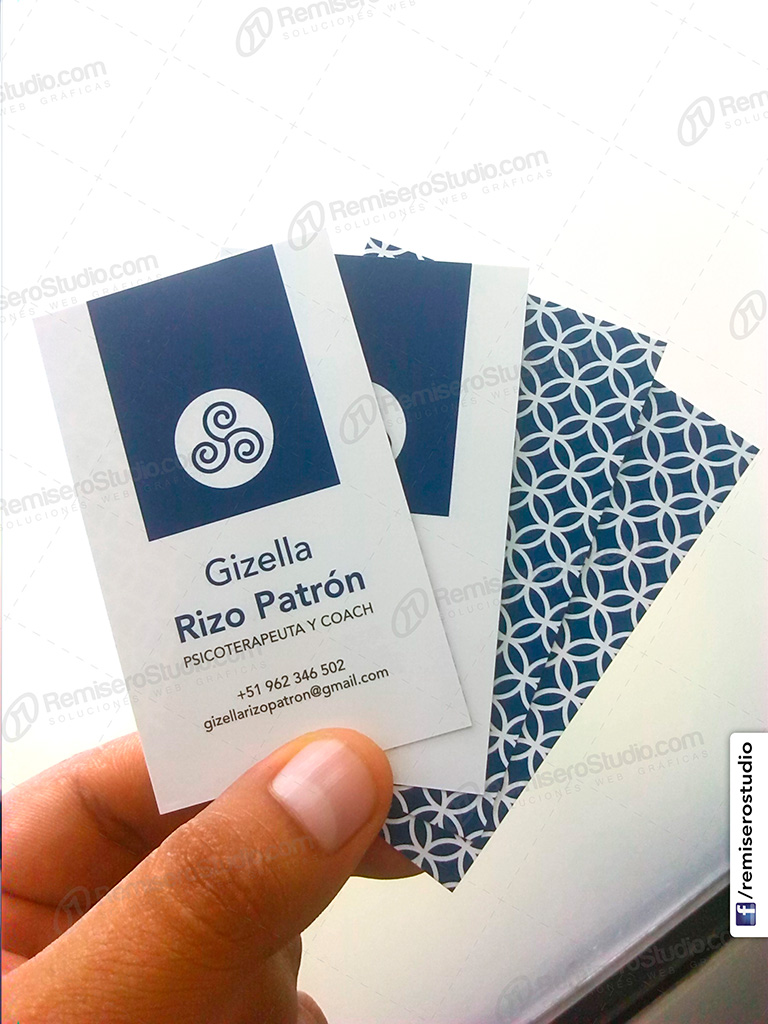 RemiseroStudio.com
SOLUCIONES WEB GRÁFICAS
Gizella
Rizo Patrón
PSICOTERAPEUTA Y COACH
+51 962 346 502
gizellarizopatron@gmail.com
f/remiserostudio